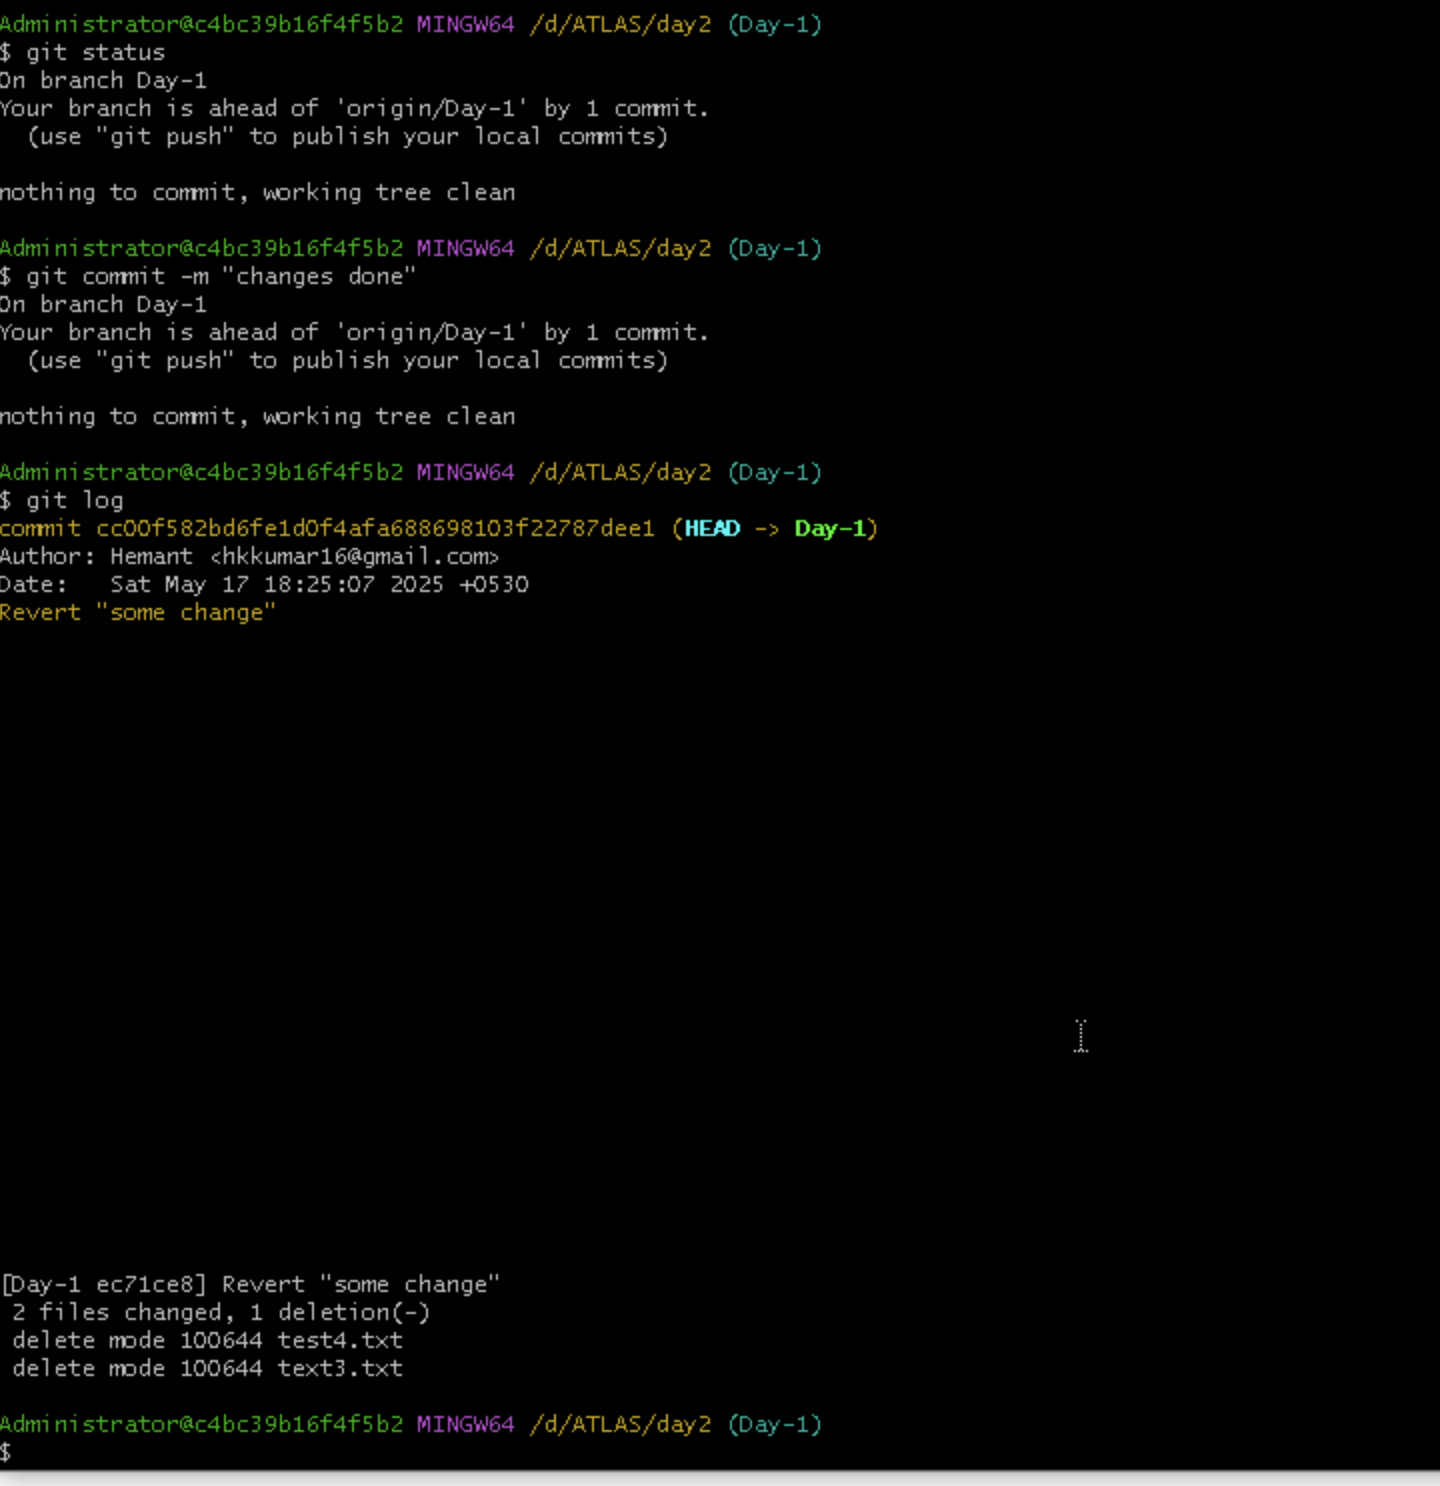 Administrator@c4bc39b16f4f5b2 MINGW64 /d/ATLAS/day2 (Day-1)
$ git status
On branch Day-1
Your branch is ahead of 'origin/Day-1' by 1 commit.
  (use "git push" to publish your local commits)
nothing to commit, working tree clean
Administrator@c4bc39b16f4f5b2 MINGW64 /d/ATLAS/day2 (Day-1)
$ git commit -m "changes done"
On branch Day-1
Your branch is ahead of 'origin/Day-1' by 1 commit.
  (use "git push" to publish your local commits)
nothing to commit, working tree clean
Administrator@c4bc39b16f4f5b2 MINGW64 /d/ATLAS/day2 (Day-1)
$ git log
commit cc00f582bd6fe1d0f4afa688698103f22787dee1 (HEAD -> Day-1)
Author: Hemant <hkkumar16@gmail.com>
Date:   Sat May 17 18:25:07 2025 +0530
Revert "some change"
[Day-1 ec71ce8] Revert "some change"
 2 files changed, 1 deletion(-)
 delete mode 100644 test4.txt
 delete mode 100644 text3.txt
Administrator@c4bc39b16f4f5b2 MINGW64 /d/ATLAS/day2 (Day-1)
$